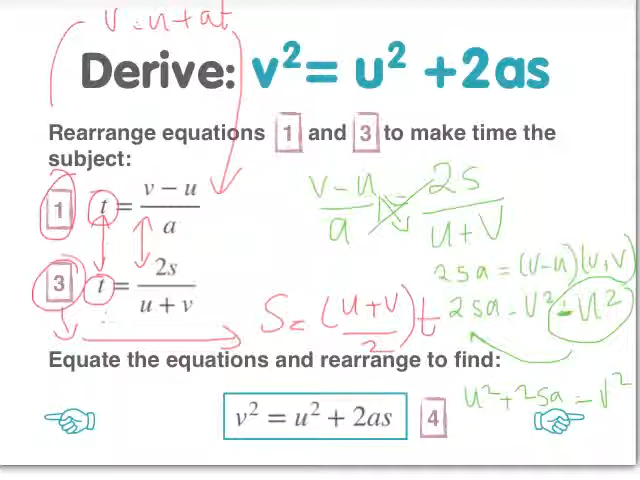 v = u + at
Derive: v² = u² + 2as
Rearrange equations 1 and 3 to make time the
subject:
1 t = (v − u)/a
(v − u)/a = 2s/(u + v)
3 t = 2s/(u + v)
2sa = (v − u)(u + v)
s = ((u + v)/2) t
2sa = v² − u²
Equate the equations and rearrange to find:
u² + 2sa = v²
v² = u² + 2as 4